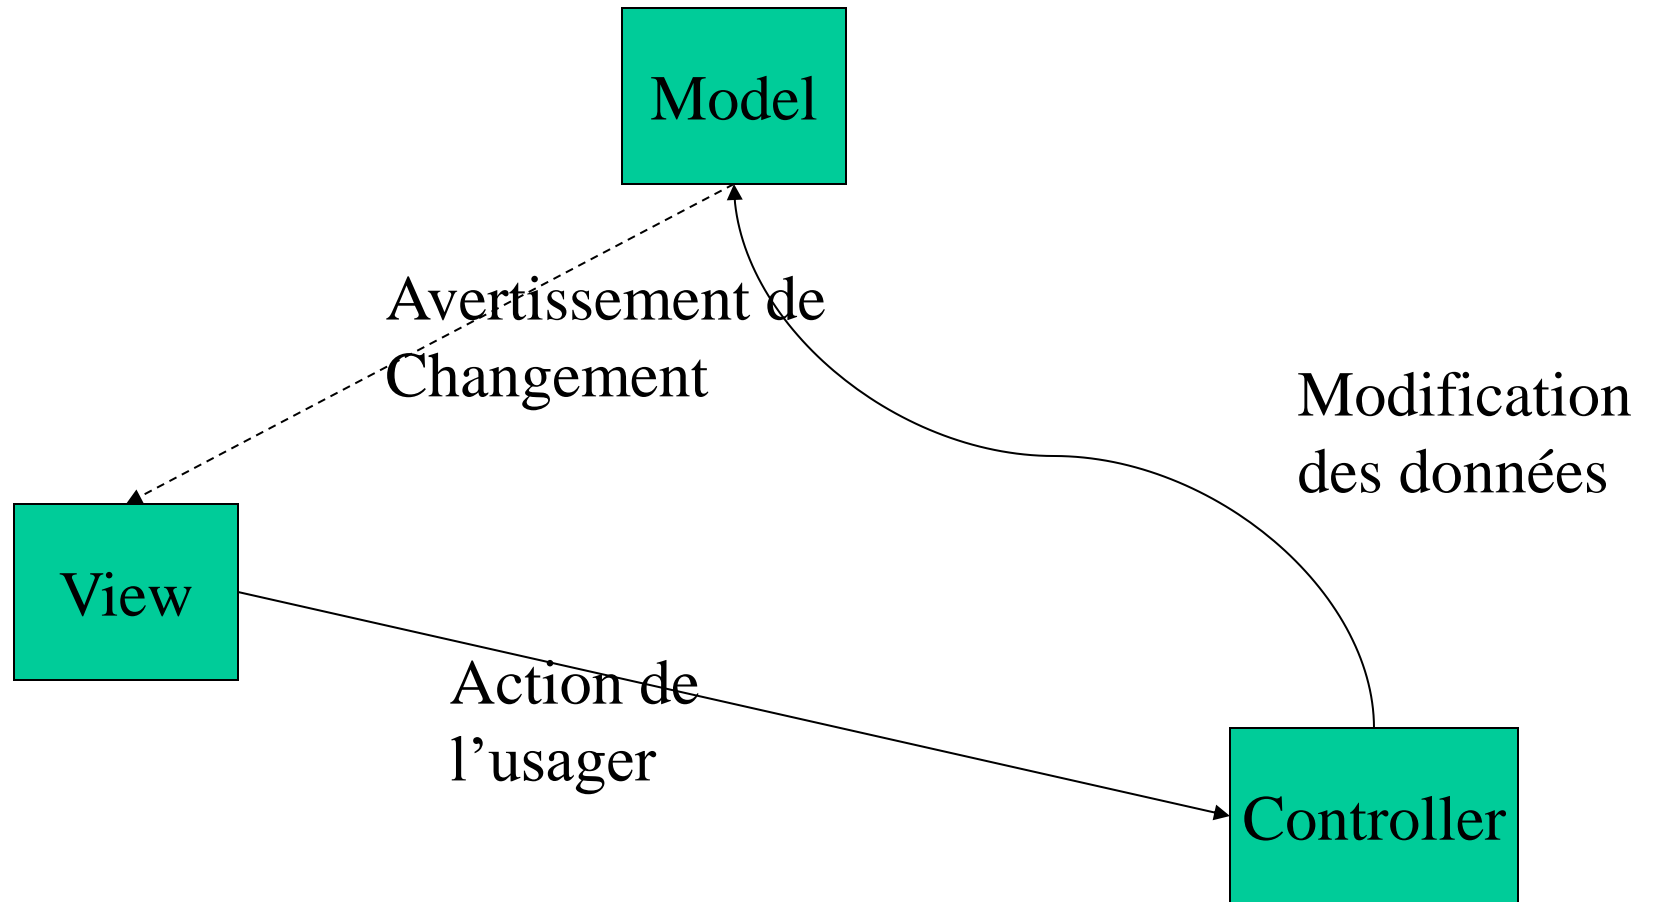 Model
Avertissement de
Changement
Modification
des données
View
Action de
l’usager
Controller